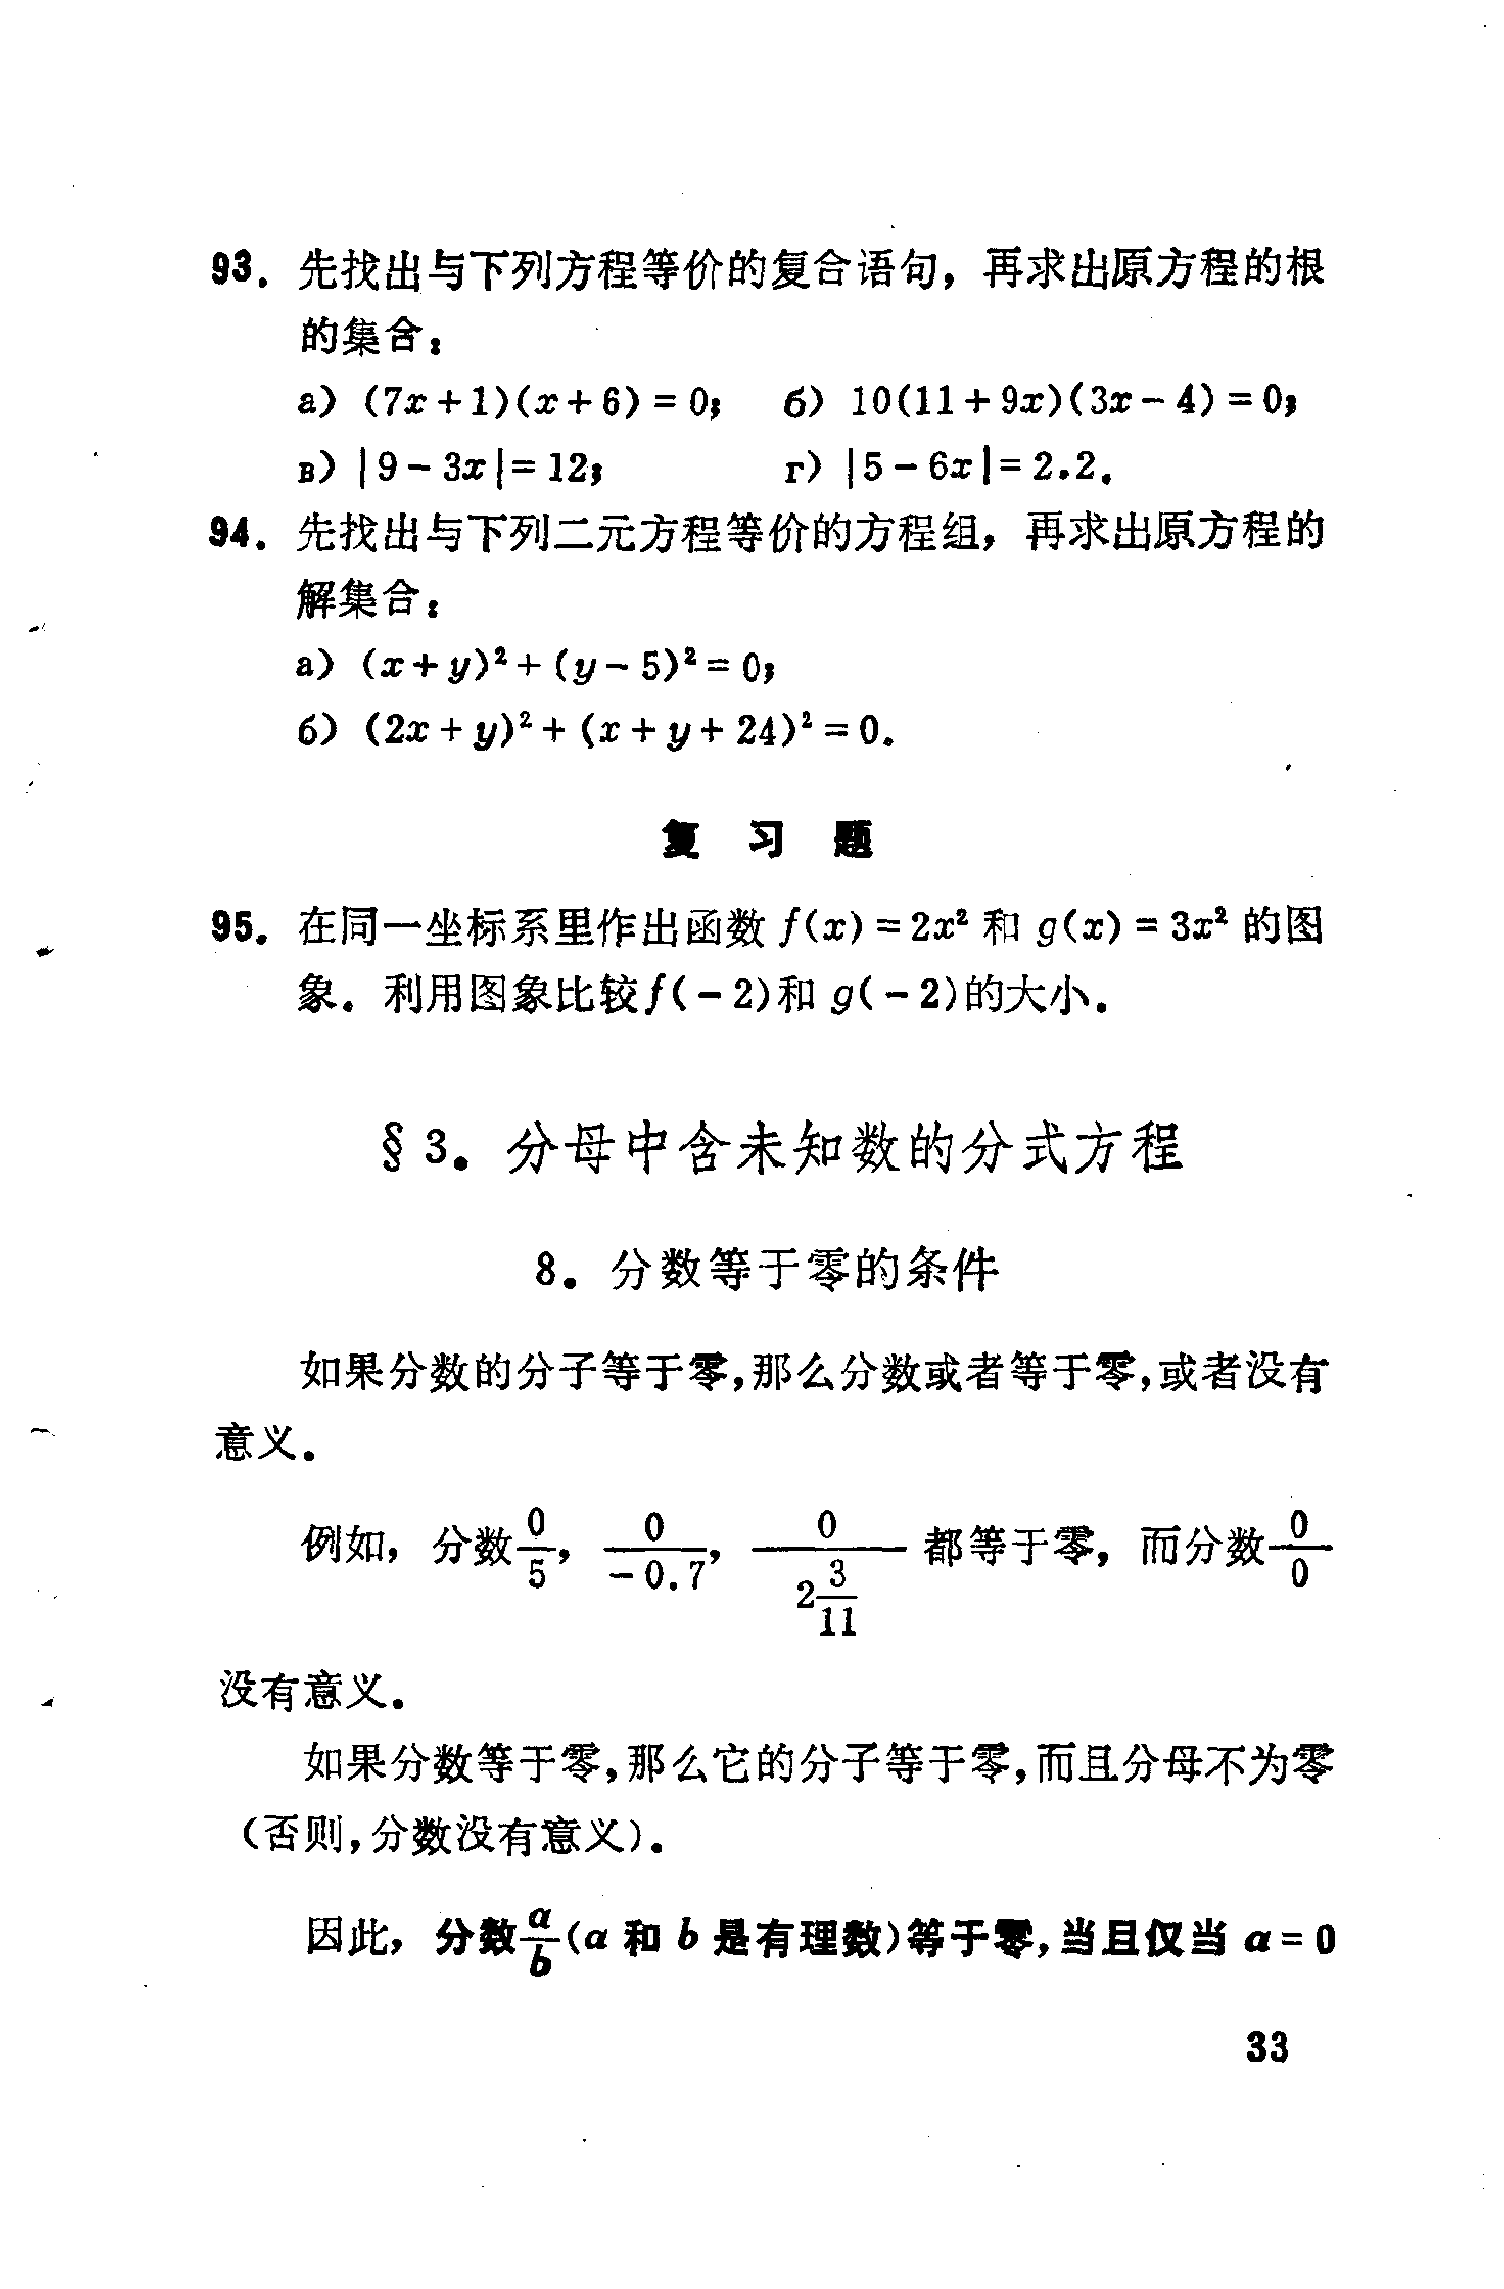 93. 先找出与下列方程等价的复合语句，再求出原方程的根
的集合：
а) (7x+1)(x+6)=0; б) 10(11+9x)(3x-4)=0;
в) |9-3x|=12; г) |5-6x|=2.2.
94. 先找出与下列二元方程等价的方程组，再求出原方程的
解集合：
а) (x+y)²+(y-5)²=0;
б) (2x+y)²+(x+y+24)²=0.
复 习 题
95. 在同一坐标系里作出函数 f(x)=2x² 和 g(x)=3x² 的图
象. 利用图象比较f(-2)和 g(-2)的大小.
§3. 分母中含未知数的分式方程
8. 分数等于零的条件
如果分数的分子等于零,那么分数或者等于零,或者没有
意义.
例如, 分数 0/5, 0/-0.7, 0/2 3/11 都等于零, 而分数 0/0
没有意义.
如果分数等于零,那么它的分子等于零,而且分母不为零
(否则,分数没有意义).
因此, 分数 a/b (a 和 b 是有理数)等于零,当且仅当 a=0
33